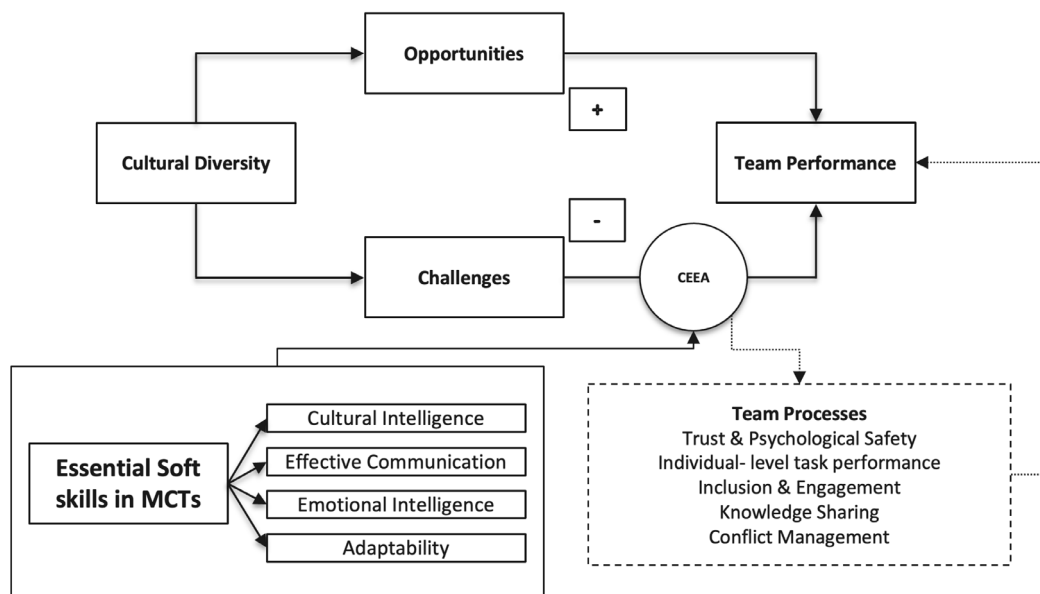 Opportunities
+
Cultural Diversity
Team Performance
-
Challenges
CEEA
Essential Soft
skills in MCTs
Cultural Intelligence
Effective Communication
Emotional Intelligence
Adaptability
Team Processes
Trust & Psychological Safety
Individual- level task performance
Inclusion & Engagement
Knowledge Sharing
Conflict Management